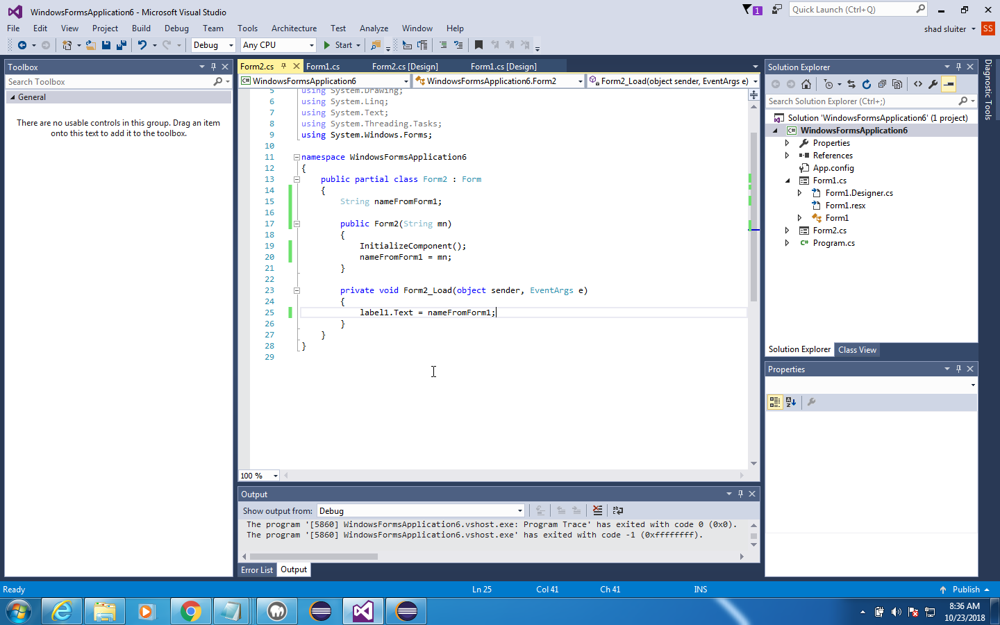 WindowsFormsApplication6 - Microsoft Visual Studio
1
Quick Launch (Ctrl+Q)
File Edit View Project Build Debug Team Tools Architecture Test Analyze Window Help
shad sluiter
SS
Debug
Any CPU
Start
Toolbox
Search Toolbox
General
There are no usable controls in this group. Drag an item
onto this text to add it to the toolbox.
Form2.cs
Form1.cs
Form2.cs [Design]
Form1.cs [Design]
C# WindowsFormsApplication6
WindowsFormsApplication6.Form2
Form2_Load(object sender, EventArgs e)
5 using System.Drawing;
6 using System.Linq;
7 using System.Text;
8 using System.Threading.Tasks;
9 using System.Windows.Forms;
10
11 namespace WindowsFormsApplication6
12 {
13 public partial class Form2 : Form
14 {
15 String nameFromForm1;
16
17 public Form2(String mn)
18 {
19 InitializeComponent();
20 nameFromForm1 = mn;
21 }
22
23 private void Form2_Load(object sender, EventArgs e)
24 {
25 label1.Text = nameFromForm1;
26 }
27 }
28 }
29
100 %
Output
Show output from: Debug
The program '[5860] WindowsFormsApplication6.vshost.exe: Program Trace' has exited with code 0 (0x0).
The program '[5860] WindowsFormsApplication6.vshost.exe' has exited with code -1 (0xffffffff).
Error List
Output
Solution Explorer
Search Solution Explorer (Ctrl+;)
Solution 'WindowsFormsApplication6' (1 project)
C# WindowsFormsApplication6
Properties
References
App.config
Form1.cs
Form1.Designer.cs
Form1.resx
Form1
Form2.cs
C# Program.cs
Solution Explorer
Class View
Properties
Diagnostic Tools
Ready
Ln 25
Col 41
Ch 41
INS
Publish
8:36 AM
10/23/2018